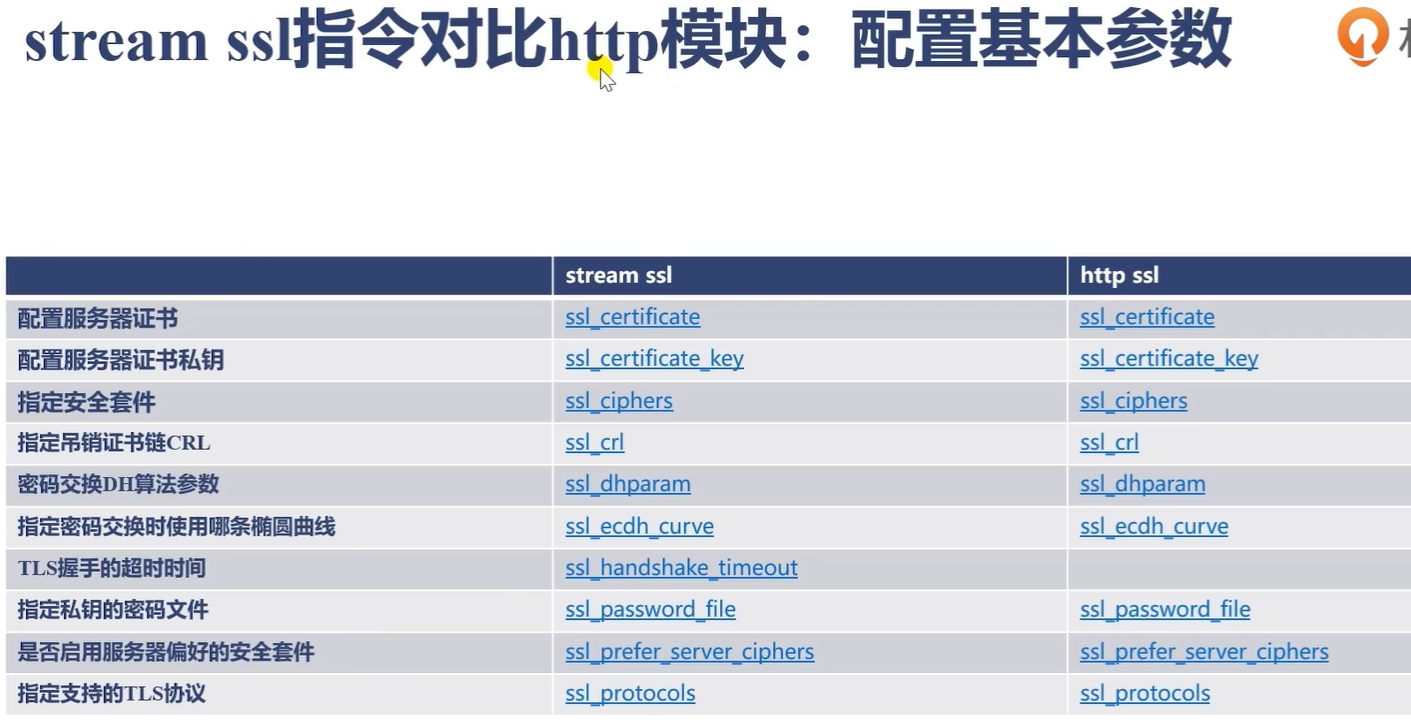 stream ssl指令对比http模块：配置基本参数
stream ssl http ssl
配置服务器证书 ssl_certificate ssl_certificate
配置服务器证书私钥 ssl_certificate_key ssl_certificate_key
指定安全套件 ssl_ciphers ssl_ciphers
指定吊销证书链CRL ssl_crl ssl_crl
密码交换DH算法参数 ssl_dhparam ssl_dhparam
指定密码交换时使用哪条椭圆曲线 ssl_ecdh_curve ssl_ecdh_curve
TLS握手的超时时间 ssl_handshake_timeout
指定私钥的密码文件 ssl_password_file ssl_password_file
是否启用服务器偏好的安全套件 ssl_prefer_server_ciphers ssl_prefer_server_ciphers
指定支持的TLS协议 ssl_protocols ssl_protocols